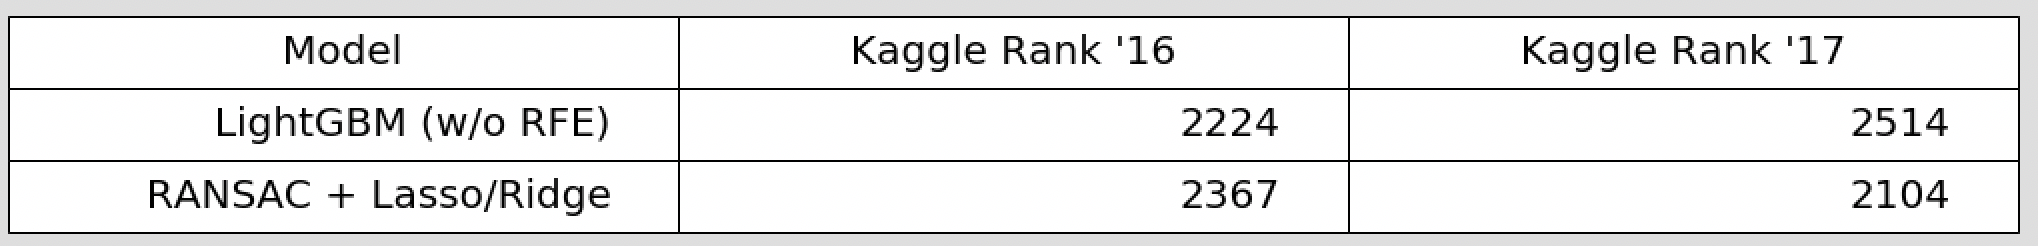 Model Kaggle Rank '16 Kaggle Rank '17
LightGBM (w/o RFE) 2224 2514
RANSAC + Lasso/Ridge 2367 2104